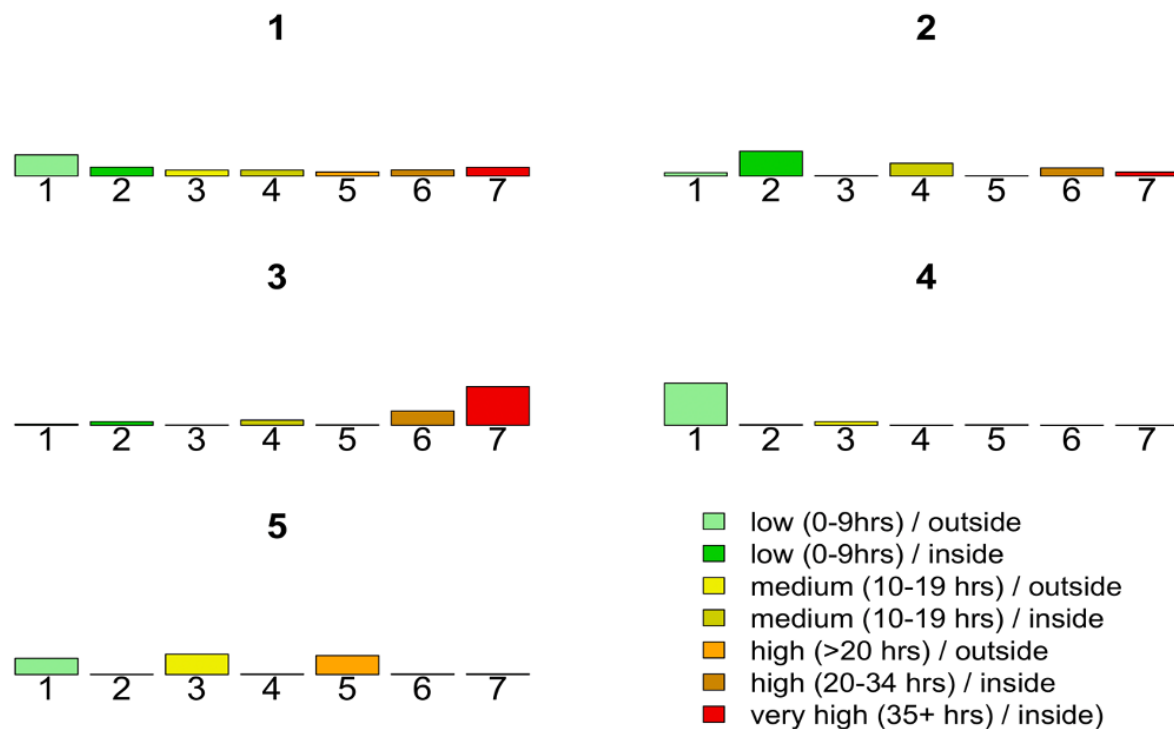 1
1 2 3 4 5 6 7
2
1 2 3 4 5 6 7
3
1 2 3 4 5 6 7
4
1 2 3 4 5 6 7
5
1 2 3 4 5 6 7
low (0-9hrs) / outside
low (0-9hrs) / inside
medium (10-19 hrs) / outside
medium (10-19 hrs) / inside
high (>20 hrs) / outside
high (20-34 hrs) / inside
very high (35+ hrs) / inside)